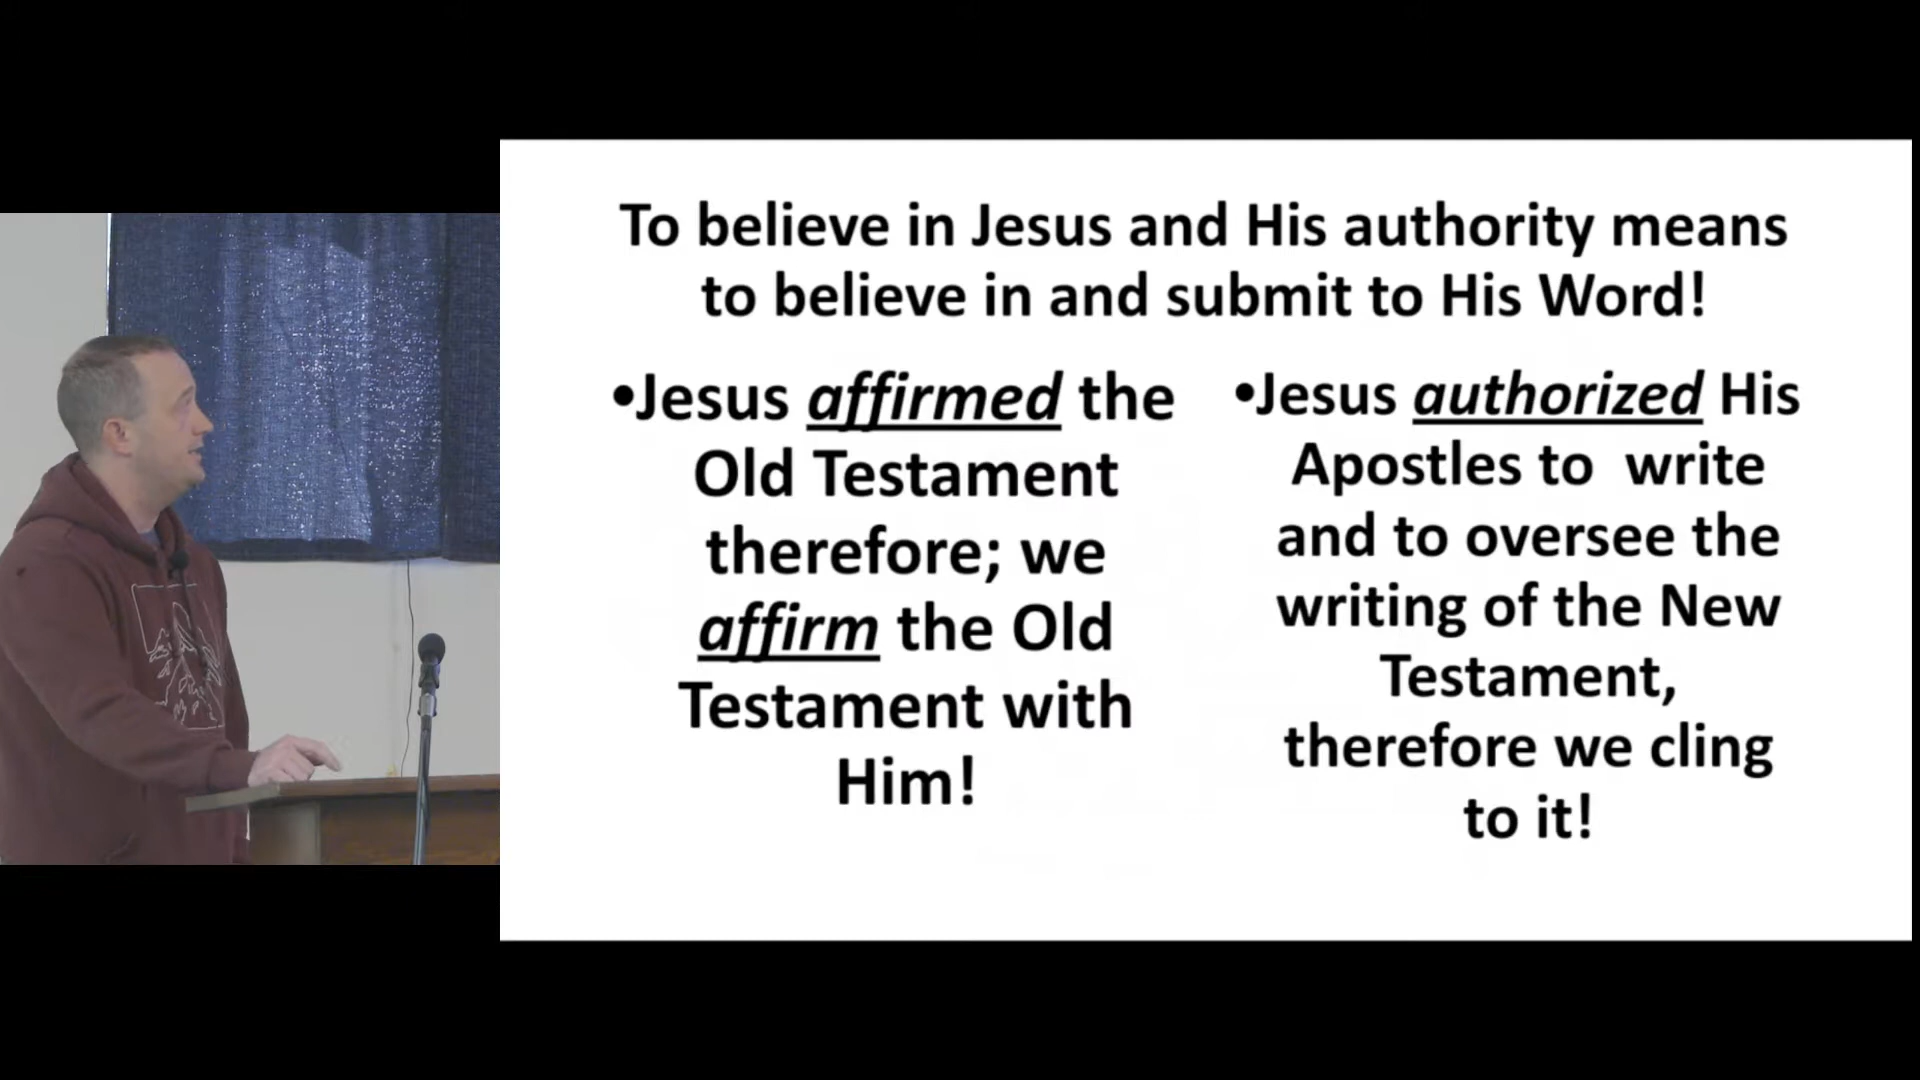 To believe in Jesus and His authority means
to believe in and submit to His Word!
•Jesus affirmed the
Old Testament
therefore; we
affirm the Old
Testament with
Him!
•Jesus authorized His
Apostles to  write
and to oversee the
writing of the New
Testament,
therefore we cling
to it!